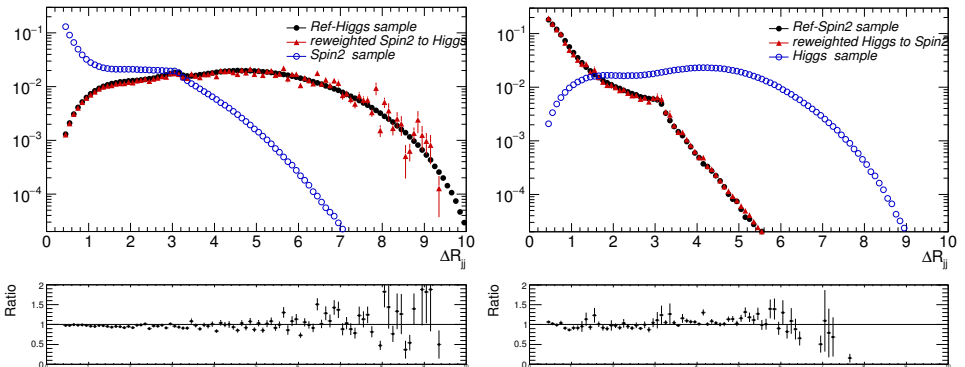 Ref-Higgs sample
reweighted Spin2 to Higgs
Spin2 sample
10⁻¹
10⁻²
10⁻³
10⁻⁴
0 1 2 3 4 5 6 7 8 9 10
ΔR_jj
Ref-Spin2 sample
reweighted Higgs to Spin2
Higgs sample
10⁻¹
10⁻²
10⁻³
10⁻⁴
0 1 2 3 4 5 6 7 8 9 10
ΔR_jj
Ratio
2
1.5
1
0.5
0
Ratio
2
1.5
1
0.5
0